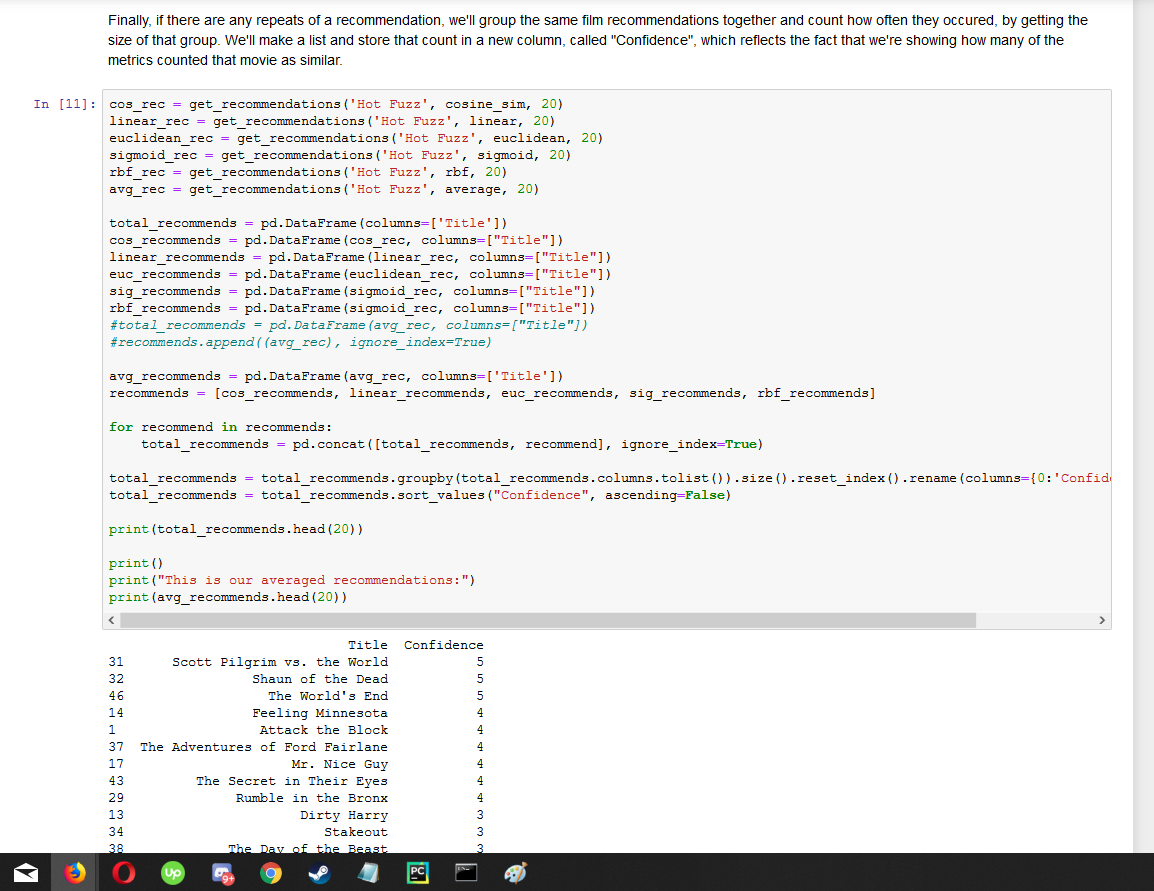 Finally, if there are any repeats of a recommendation, we'll group the same film recommendations together and count how often they occured, by getting the
size of that group. We'll make a list and store that count in a new column, called "Confidence", which reflects the fact that we're showing how many of the
metrics counted that movie as similar.
In [11]:
cos_rec = get_recommendations('Hot Fuzz', cosine_sim, 20)
linear_rec = get_recommendations('Hot Fuzz', linear, 20)
euclidean_rec = get_recommendations('Hot Fuzz', euclidean, 20)
sigmoid_rec = get_recommendations('Hot Fuzz', sigmoid, 20)
rbf_rec = get_recommendations('Hot Fuzz', rbf, 20)
avg_rec = get_recommendations('Hot Fuzz', average, 20)
total_recommends = pd.DataFrame(columns=['Title'])
cos_recommends = pd.DataFrame(cos_rec, columns=["Title"])
linear_recommends = pd.DataFrame(linear_rec, columns=["Title"])
euc_recommends = pd.DataFrame(euclidean_rec, columns=["Title"])
sig_recommends = pd.DataFrame(sigmoid_rec, columns=["Title"])
rbf_recommends = pd.DataFrame(sigmoid_rec, columns=["Title"])
#total_recommends = pd.DataFrame(avg_rec, columns=["Title"])
#recommends.append((avg_rec), ignore_index=True)
avg_recommends = pd.DataFrame(avg_rec, columns=['Title'])
recommends = [cos_recommends, linear_recommends, euc_recommends, sig_recommends, rbf_recommends]
for recommend in recommends:
    total_recommends = pd.concat([total_recommends, recommend], ignore_index=True)
total_recommends = total_recommends.groupby(total_recommends.columns.tolist()).size().reset_index().rename(columns={0:'Confid
total_recommends = total_recommends.sort_values("Confidence", ascending=False)
print(total_recommends.head(20))
print()
print("This is our averaged recommendations:")
print(avg_recommends.head(20))
Title Confidence
31 Scott Pilgrim vs. the World 5
32 Shaun of the Dead 5
46 The World's End 5
14 Feeling Minnesota 4
1 Attack the Block 4
37 The Adventures of Ford Fairlane 4
17 Mr. Nice Guy 4
43 The Secret in Their Eyes 4
29 Rumble in the Bronx 4
13 Dirty Harry 3
34 Stakeout 3
38 The Day of the Beast 3
up 9+ PC